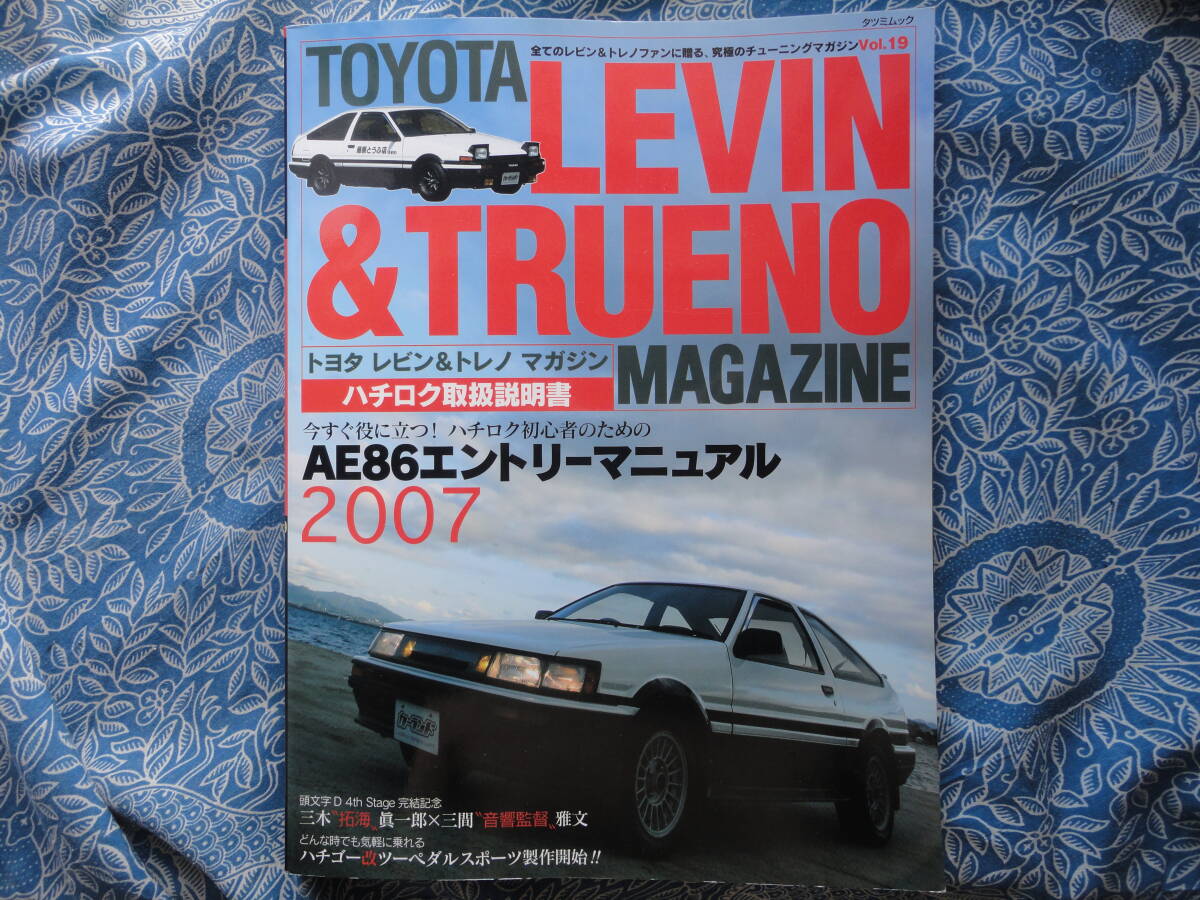 タツミムック
全てのレビン&トレノファンに贈る、究極のチューニングマガジンVol.19
TOYOTA
LEVIN
&TRUENO
MAGAZINE
トヨタ レビン&トレノ マガジン
ハチロク取扱説明書
今すぐ役に立つ! ハチロク初心者のための
AE86エントリーマニュアル
2007
頭文字D 4th Stage 完結記念
三木〝拓海〟眞一郎×三間〝音響監督〟雅文
どんな時でも気軽に乗れる
ハチゴー改ツーペダルスポーツ製作開始!!